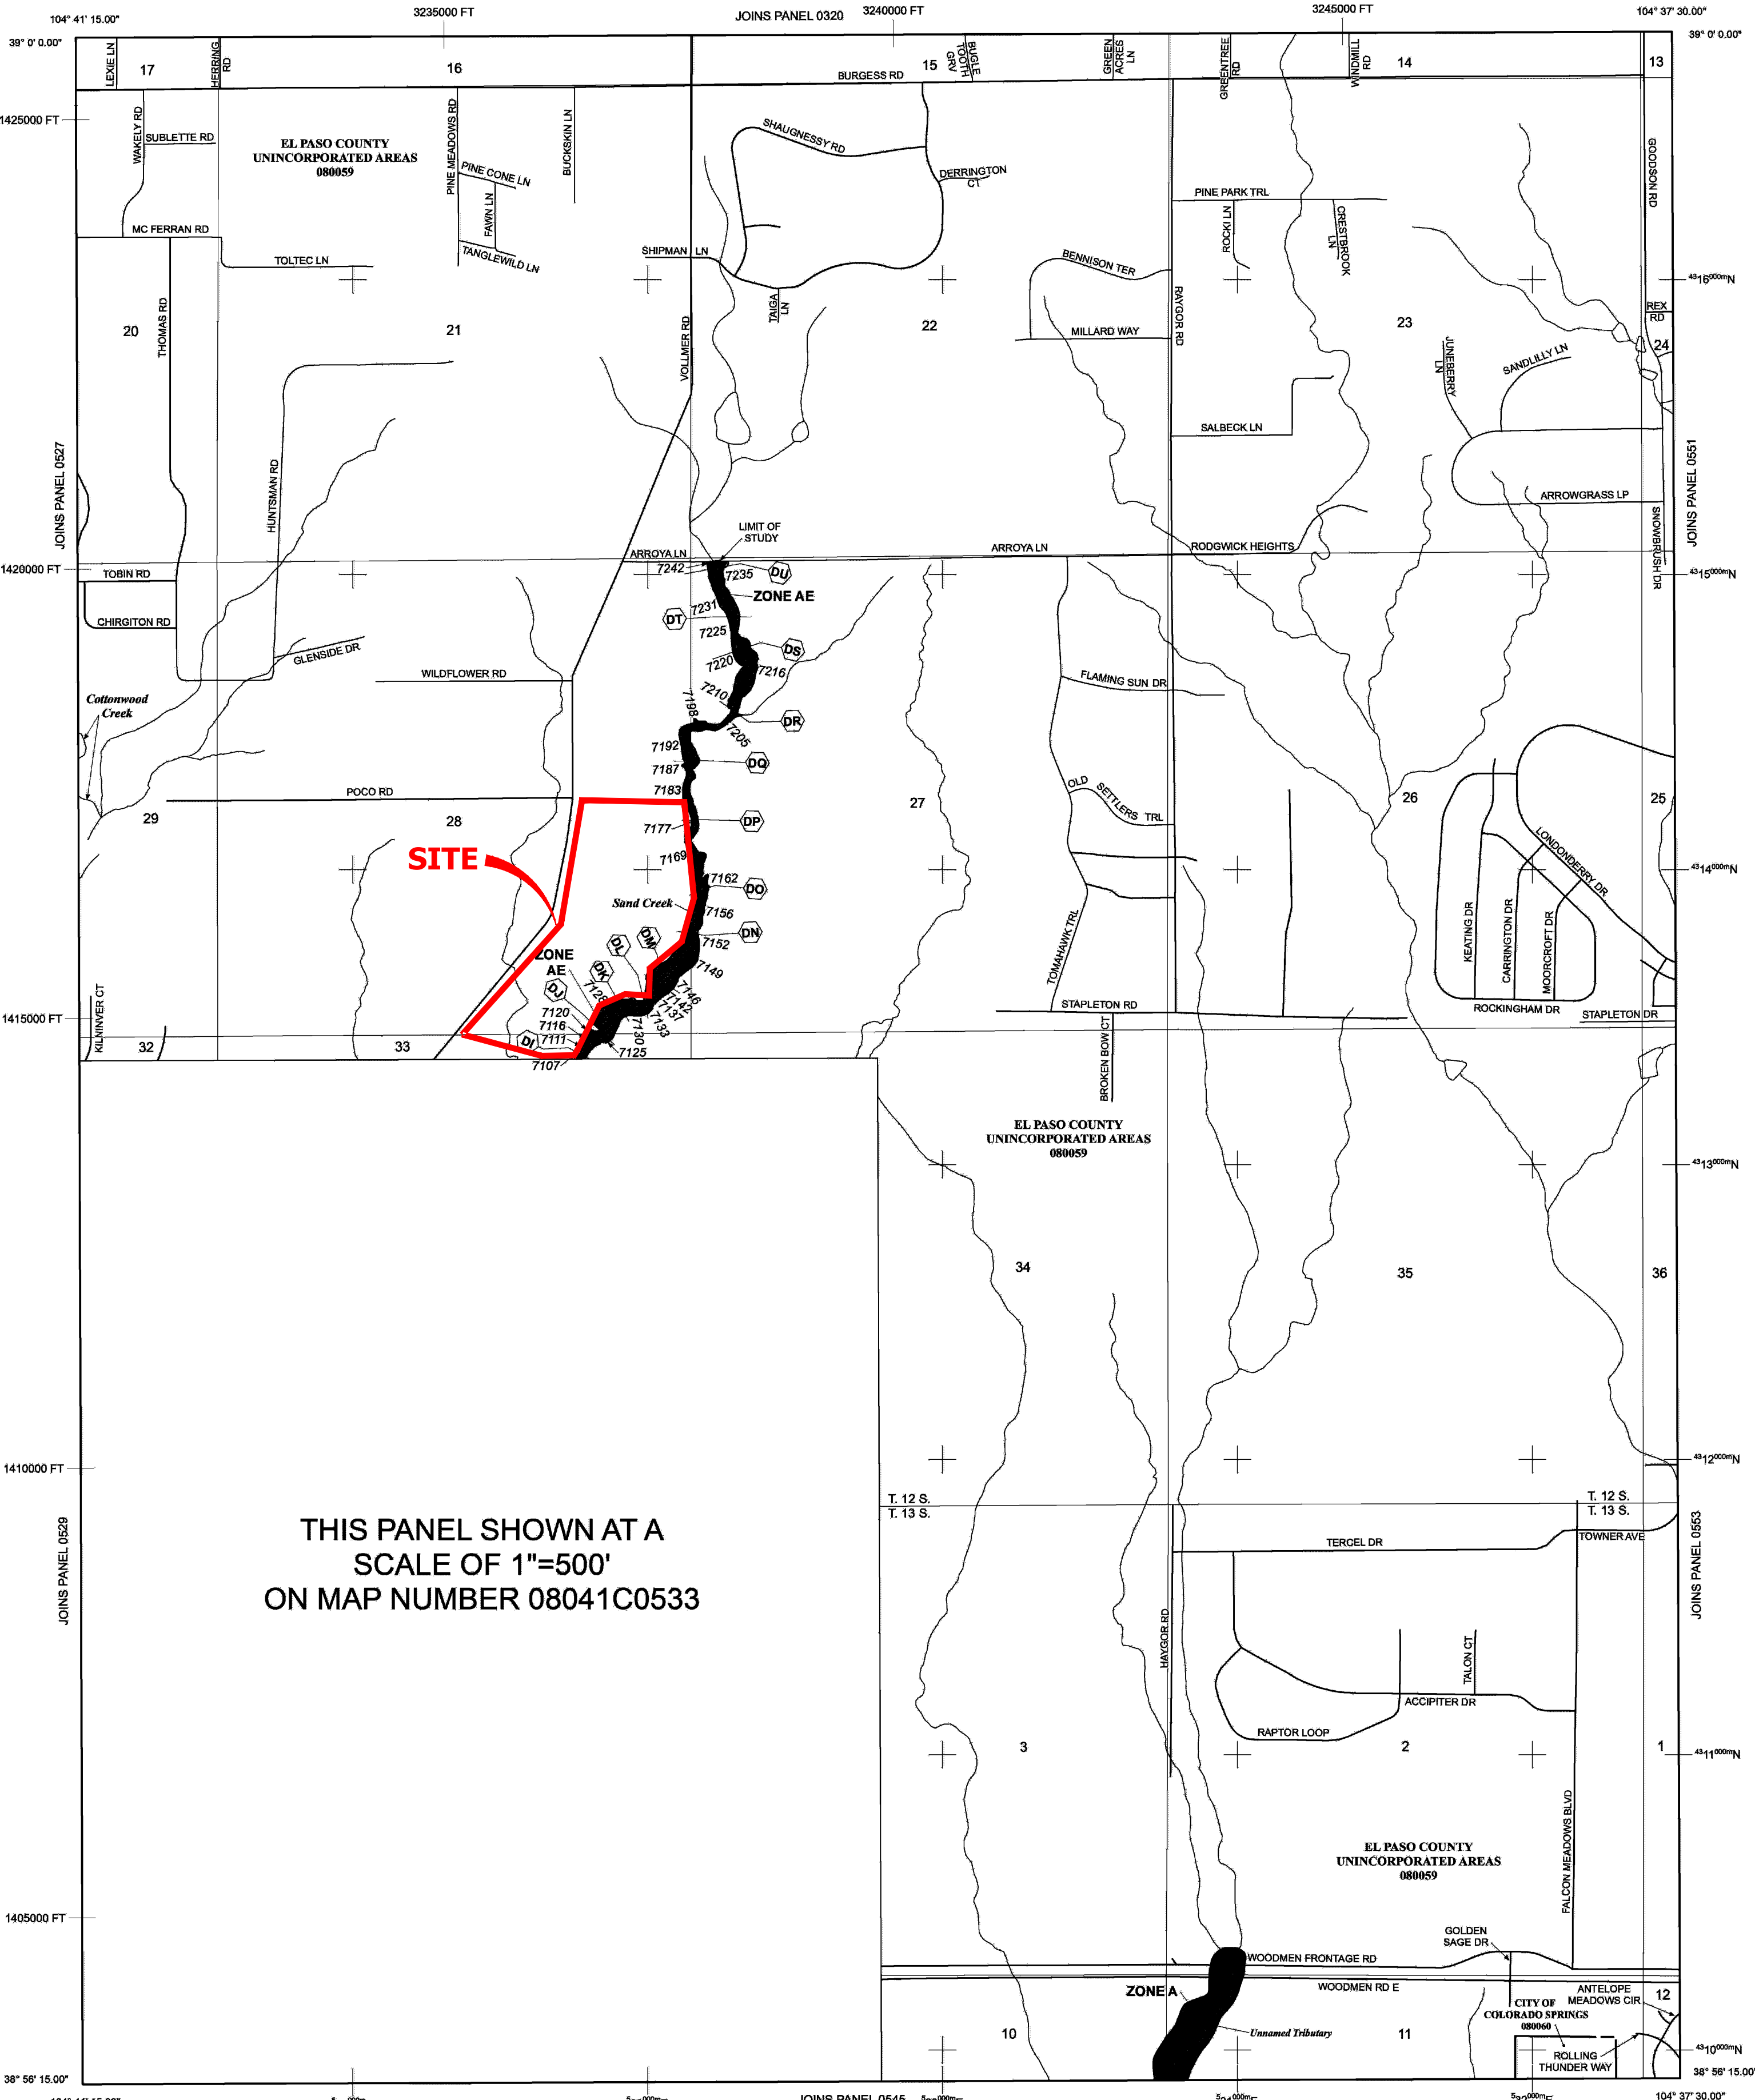 104° 41' 15.00"
3235000 FT
JOINS PANEL 0320
3240000 FT
3245000 FT
104° 37' 30.00"
39° 0' 0.00"
39° 0' 0.00"
LEXIE LN
17
HERRING
RD
16
BURGESS RD
15
BUGLE
TOOTH
GRV
GREEN
ACRES
LN
GREENTREE
RD
WINDMILL
RD
14
13
1425000 FT
WAKELY RD
SUBLETTE RD
EL PASO COUNTY
UNINCORPORATED AREAS
080059
PINE MEADOWS RD
PINE CONE LN
FAWN LN
TANGLEWILD LN
BUCKSKIN LN
SHAUGNESSY RD
DERRINGTON
CT
PINE PARK TRL
ROCKI LN
CRESTBROOK
LN
GOODSON RD
MC FERRAN RD
TOLTEC LN
SHIPMAN LN
TAIGA
LN
BENNISON TER
RAYGOR RD
4316000mN
20
THOMAS RD
21
VOLLMER RD
22
MILLARD WAY
23
REX
RD
24
JUNEBERRY
LN
SANDLILLY LN
SALBECK LN
JOINS PANEL 0527
HUNTSMAN RD
JOINS PANEL 0551
ARROWGRASS LP
SNOWBRUSH DR
LIMIT OF
STUDY
ARROYA LN
ARROYA LN
RODGWICK HEIGHTS
1420000 FT
TOBIN RD
7242
7235
DU
4315000mN
ZONE AE
CHIRGITON RD
7231
DT
7225
GLENSIDE DR
DS
7220
7216
WILDFLOWER RD
FLAMING SUN DR
Cottonwood
Creek
7210
7198
DR
7205
7192
DQ
7187
7183
OLD SETTLERS TRL
POCO RD
29
28
27
26
25
DP
7177
SITE
7169
LONDONDERRY DR
7162
DO
4314000mN
Sand Creek
7156
DN
DM
DL
7152
ZONE
AE
DK
7149
TOMAHAWK TRL
KEATING DR
CARRINGTON DR
MOORCROFT DR
DJ
7128
7146
7142
7137
7133
7130
STAPLETON RD
ROCKINGHAM DR
STAPLETON DR
1415000 FT
KILNINVER CT
7120
7116
7111
DI
7125
7107
32
33
BROKEN BOW CT
EL PASO COUNTY
UNINCORPORATED AREAS
080059
4313000mN
34
35
36
1410000 FT
4312000mN
T. 12 S.
T. 13 S.
T. 12 S.
T. 13 S.
THIS PANEL SHOWN AT A
SCALE OF 1"=500'
ON MAP NUMBER 08041C0533
JOINS PANEL 0529
JOINS PANEL 0553
TERCEL DR
TOWNER AVE
HAYGOR RD
TALON CT
ACCIPITER DR
RAPTOR LOOP
3
2
1
4311000mN
FALCON MEADOWS BLVD
EL PASO COUNTY
UNINCORPORATED AREAS
080059
1405000 FT
GOLDEN
SAGE DR
WOODMEN FRONTAGE RD
WOODMEN RD E
ZONE A
ANTELOPE
MEADOWS CIR
12
CITY OF
COLORADO SPRINGS
080060
10
Unnamed Tributary
11
ROLLING
THUNDER WAY
4310000mN
38° 56' 15.00"
38° 56' 15.00"
JOINS PANEL 0545
104° 37' 30.00"